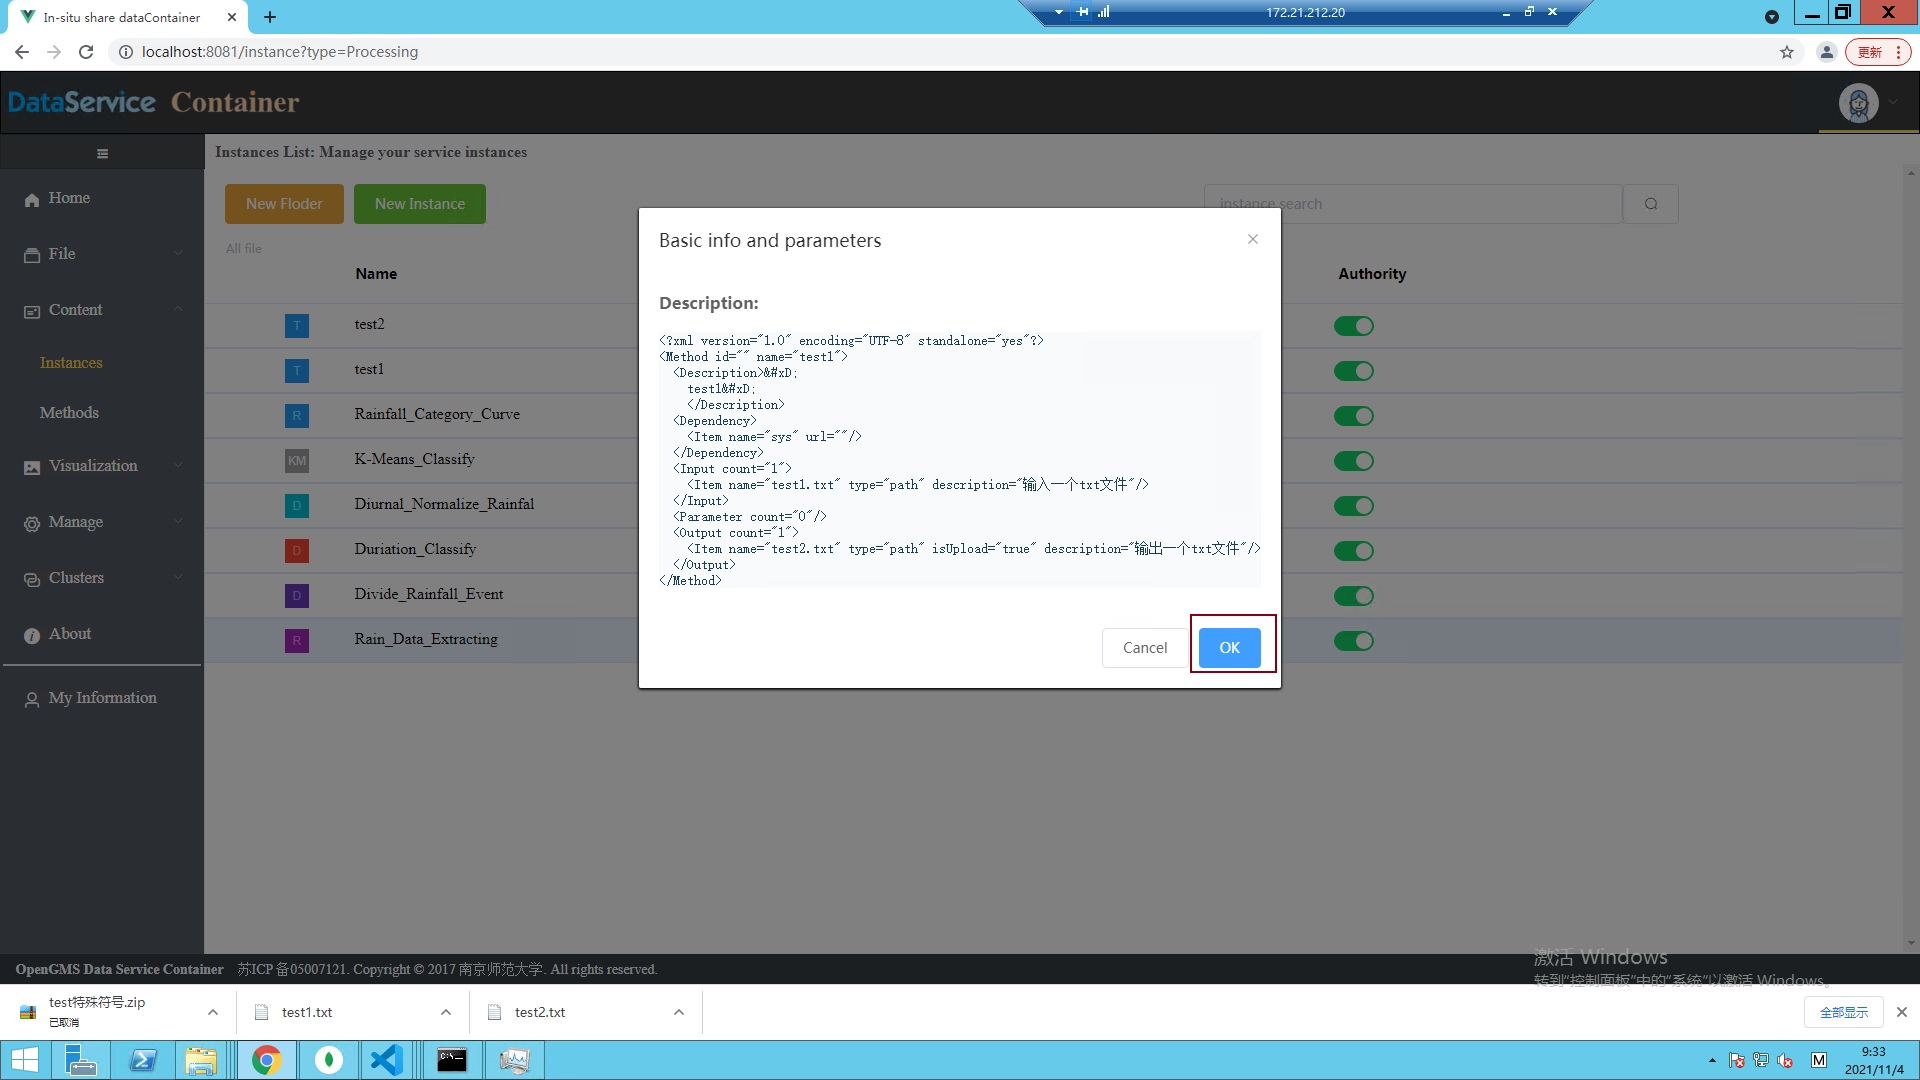 In-situ share dataContainer
172.21.212.20
localhost:8081/instance?type=Processing
更新
DataService Container
Instances List: Manage your service instances
Home
File
Content
Instances
Methods
Visualization
Manage
Clusters
About
My Information
New Floder
New Instance
instance search
All file
Name
Authority
T
test2
T
test1
R
Rainfall_Category_Curve
KM
K-Means_Classify
D
Diurnal_Normalize_Rainfal
D
Duriation_Classify
D
Divide_Rainfall_Event
R
Rain_Data_Extracting
Basic info and parameters
Description:
<?xml version="1.0" encoding="UTF-8" standalone="yes"?>
<Method id="" name="test1">
<Description>&#xD;
test1&#xD;
</Description>
<Dependency>
<Item name="sys" url=""/>
</Dependency>
<Input count="1">
<Item name="test1.txt" type="path" description="输入一个txt文件"/>
</Input>
<Parameter count="0"/>
<Output count="1">
<Item name="test2.txt" type="path" isUpload="true" description="输出一个txt文件"/>
</Output>
</Method>
Cancel
OK
激活 Windows
转到"控制面板"中的"系统"以激活 Windows。
OpenGMS Data Service Container 苏ICP备05007121. Copyright © 2017 南京师范大学. All rights reserved.
test特殊符号.zip
已取消
test1.txt
test2.txt
全部显示
C:\
M
9:33
2021/11/4